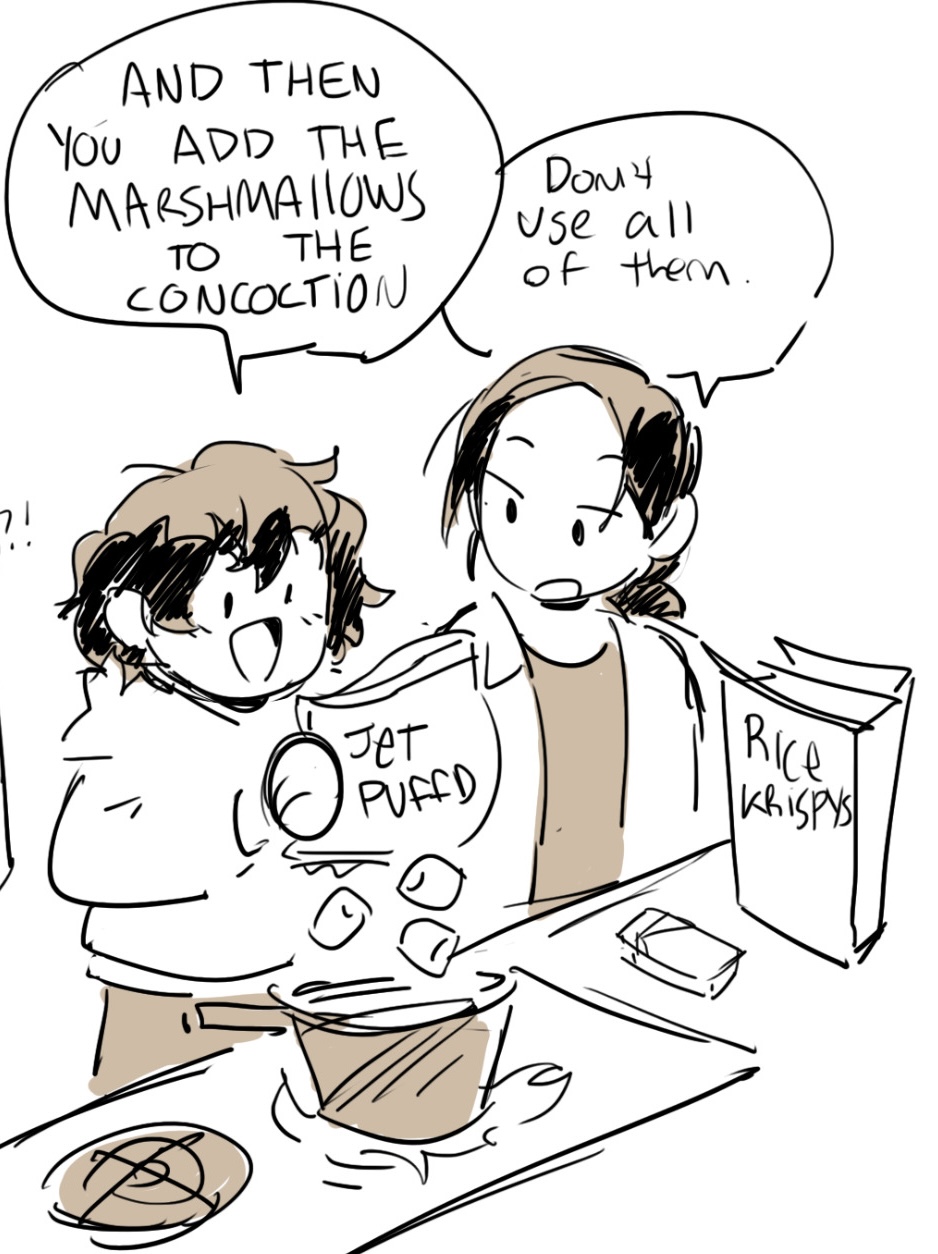 AND THEN
YOU ADD THE
MARSHMALLOWS
TO THE
CONCOCTION
Don't
use all
of them.
?!
JET
PUFFD
RICE
KRISPYS